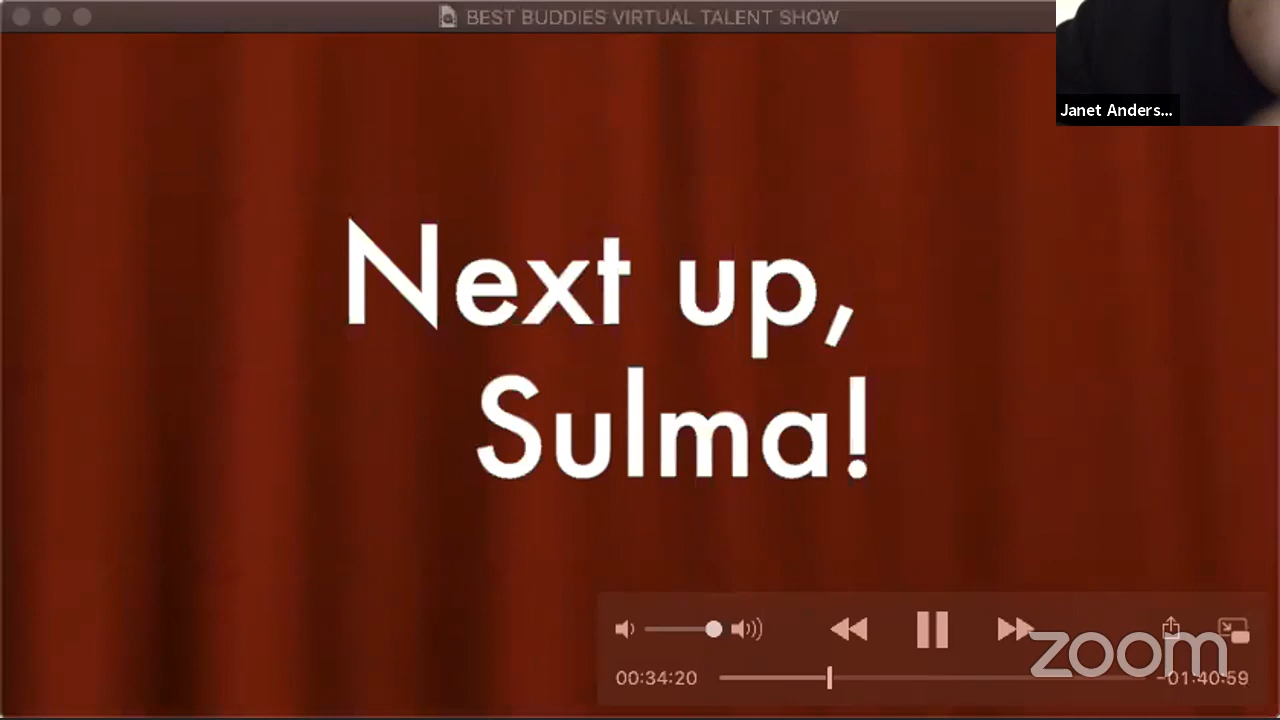 BEST BUDDIES VIRTUAL TALENT SHOW
Janet Anders...
Next up,
Sulma!
00:34:20
-01:40:59
zoom